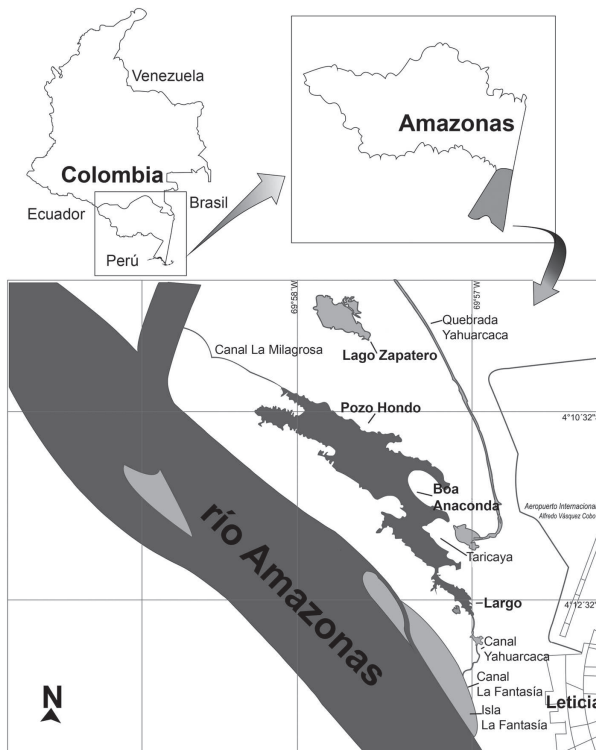 Venezuela
Colombia
Ecuador
Brasil
Perú
Amazonas
69°58'W
69°57'W
Quebrada
Yahuarcaca
Canal La Milagrosa
Lago Zapatero
Pozo Hondo
4°10´32"S
Boa
Anaconda
Aeropuerto Internacional
Alfredo Vásquez Cobo
Taricaya
río Amazonas
Largo
4°12´32"S
Canal
Yahuarcaca
Canal
La Fantasía
Isla
La Fantasía
Leticia
N